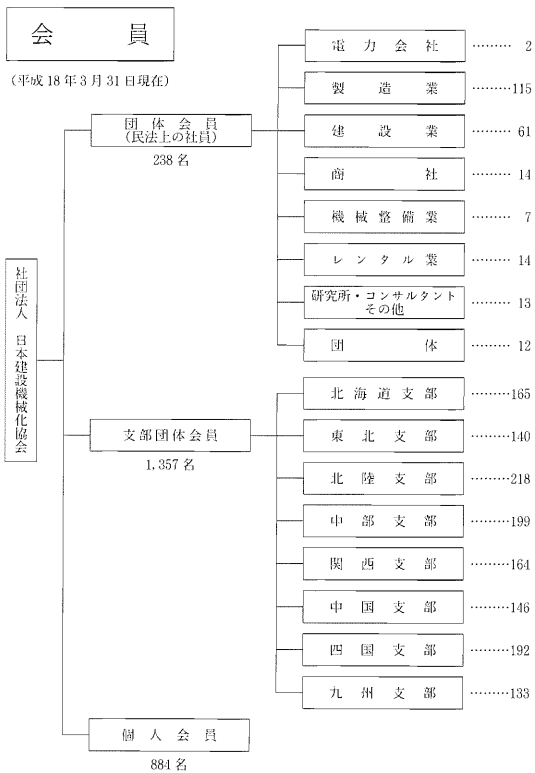 会員
(平成18年3月31日現在)
社団法人 日本建設機械化協会
団体会員
(民法上の社員)
238名
電力会社 ……… 2
製造業 ………115
建設業 ……… 61
商社 ……… 14
機械整備業 ……… 7
レンタル業 ……… 14
研究所・コンサルタント
その他 ……… 13
団体 ……… 12
支部団体会員
1,357名
北海道支部 ………165
東北支部 ………140
北陸支部 ………218
中部支部 ………199
関西支部 ………164
中国支部 ………146
四国支部 ………192
九州支部 ………133
個人会員
884名